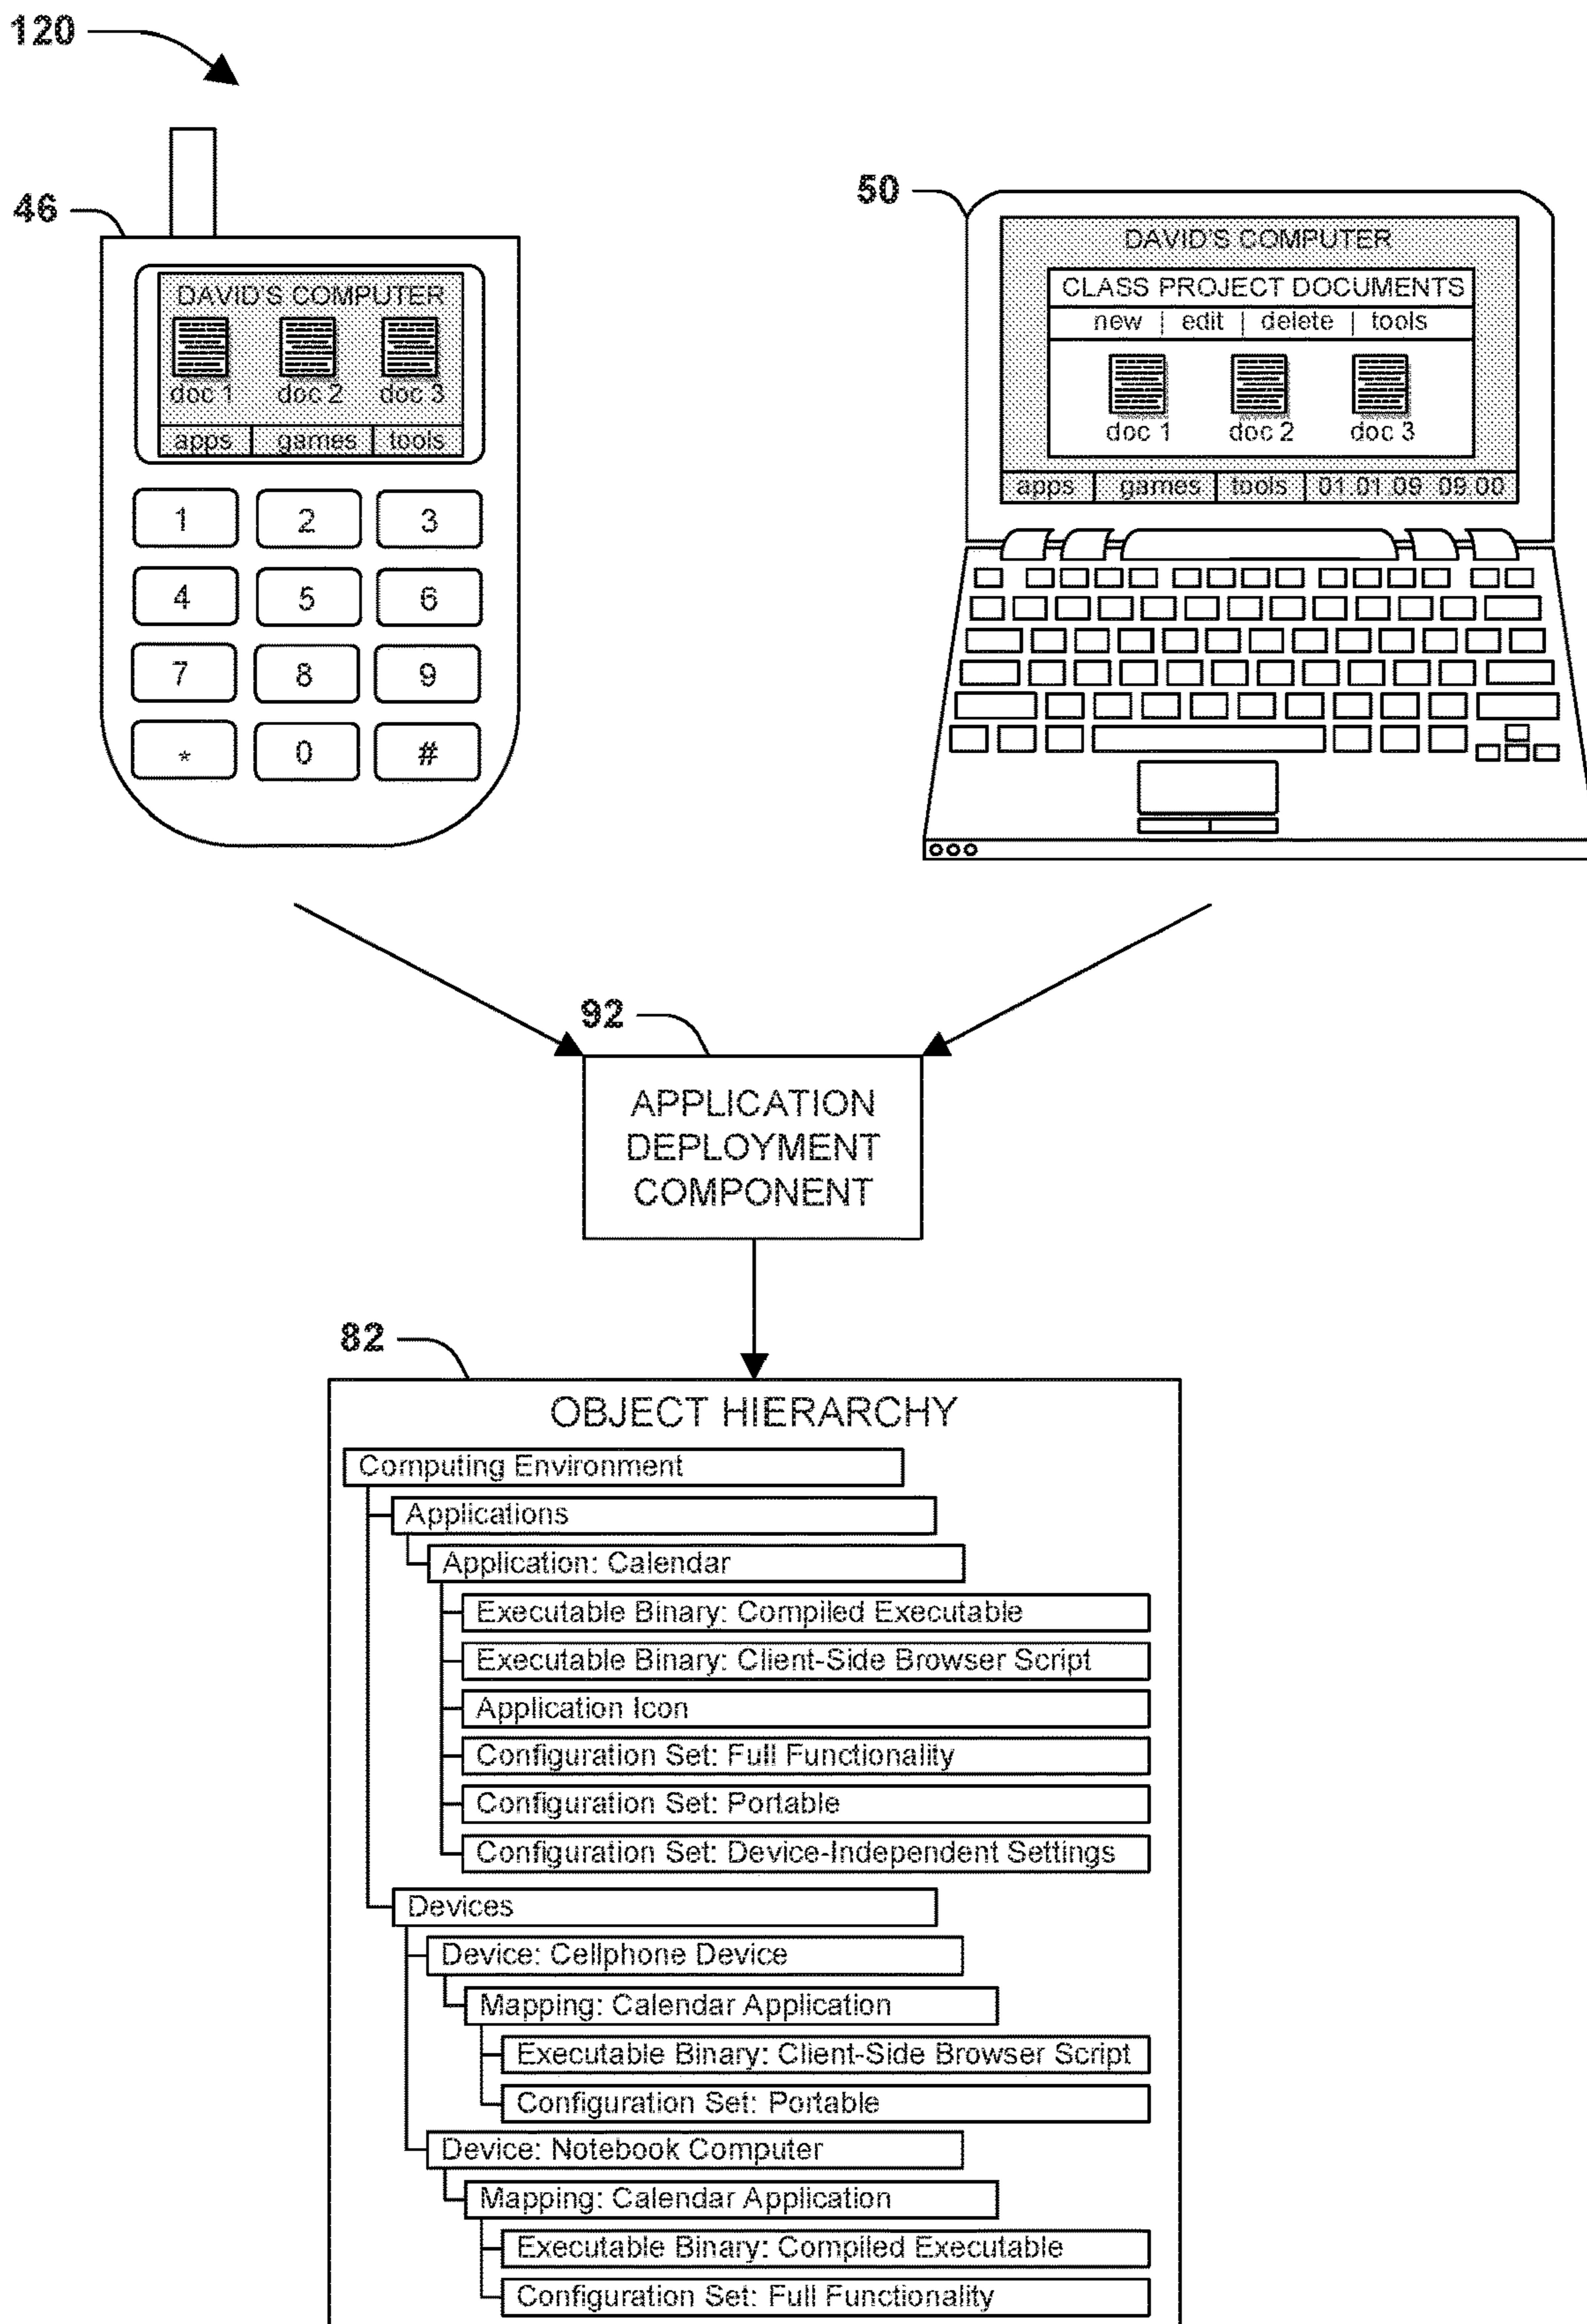 120
46
DAVID'S COMPUTER
doc 1 doc 2 doc 3
apps games tools
1 2 3
4 5 6
7 8 9
* 0 #
50
DAVID'S COMPUTER
CLASS PROJECT DOCUMENTS
new | edit | delete | tools
doc 1 doc 2 doc 3
apps games tools 01.01.09 09:00
92
APPLICATION
DEPLOYMENT
COMPONENT
82
OBJECT HIERARCHY
Computing Environment
Applications
Application: Calendar
Executable Binary: Compiled Executable
Executable Binary: Client-Side Browser Script
Application Icon
Configuration Set: Full Functionality
Configuration Set: Portable
Configuration Set: Device-Independent Settings
Devices
Device: Cellphone Device
Mapping: Calendar Application
Executable Binary: Client-Side Browser Script
Configuration Set: Portable
Device: Notebook Computer
Mapping: Calendar Application
Executable Binary: Compiled Executable
Configuration Set: Full Functionality